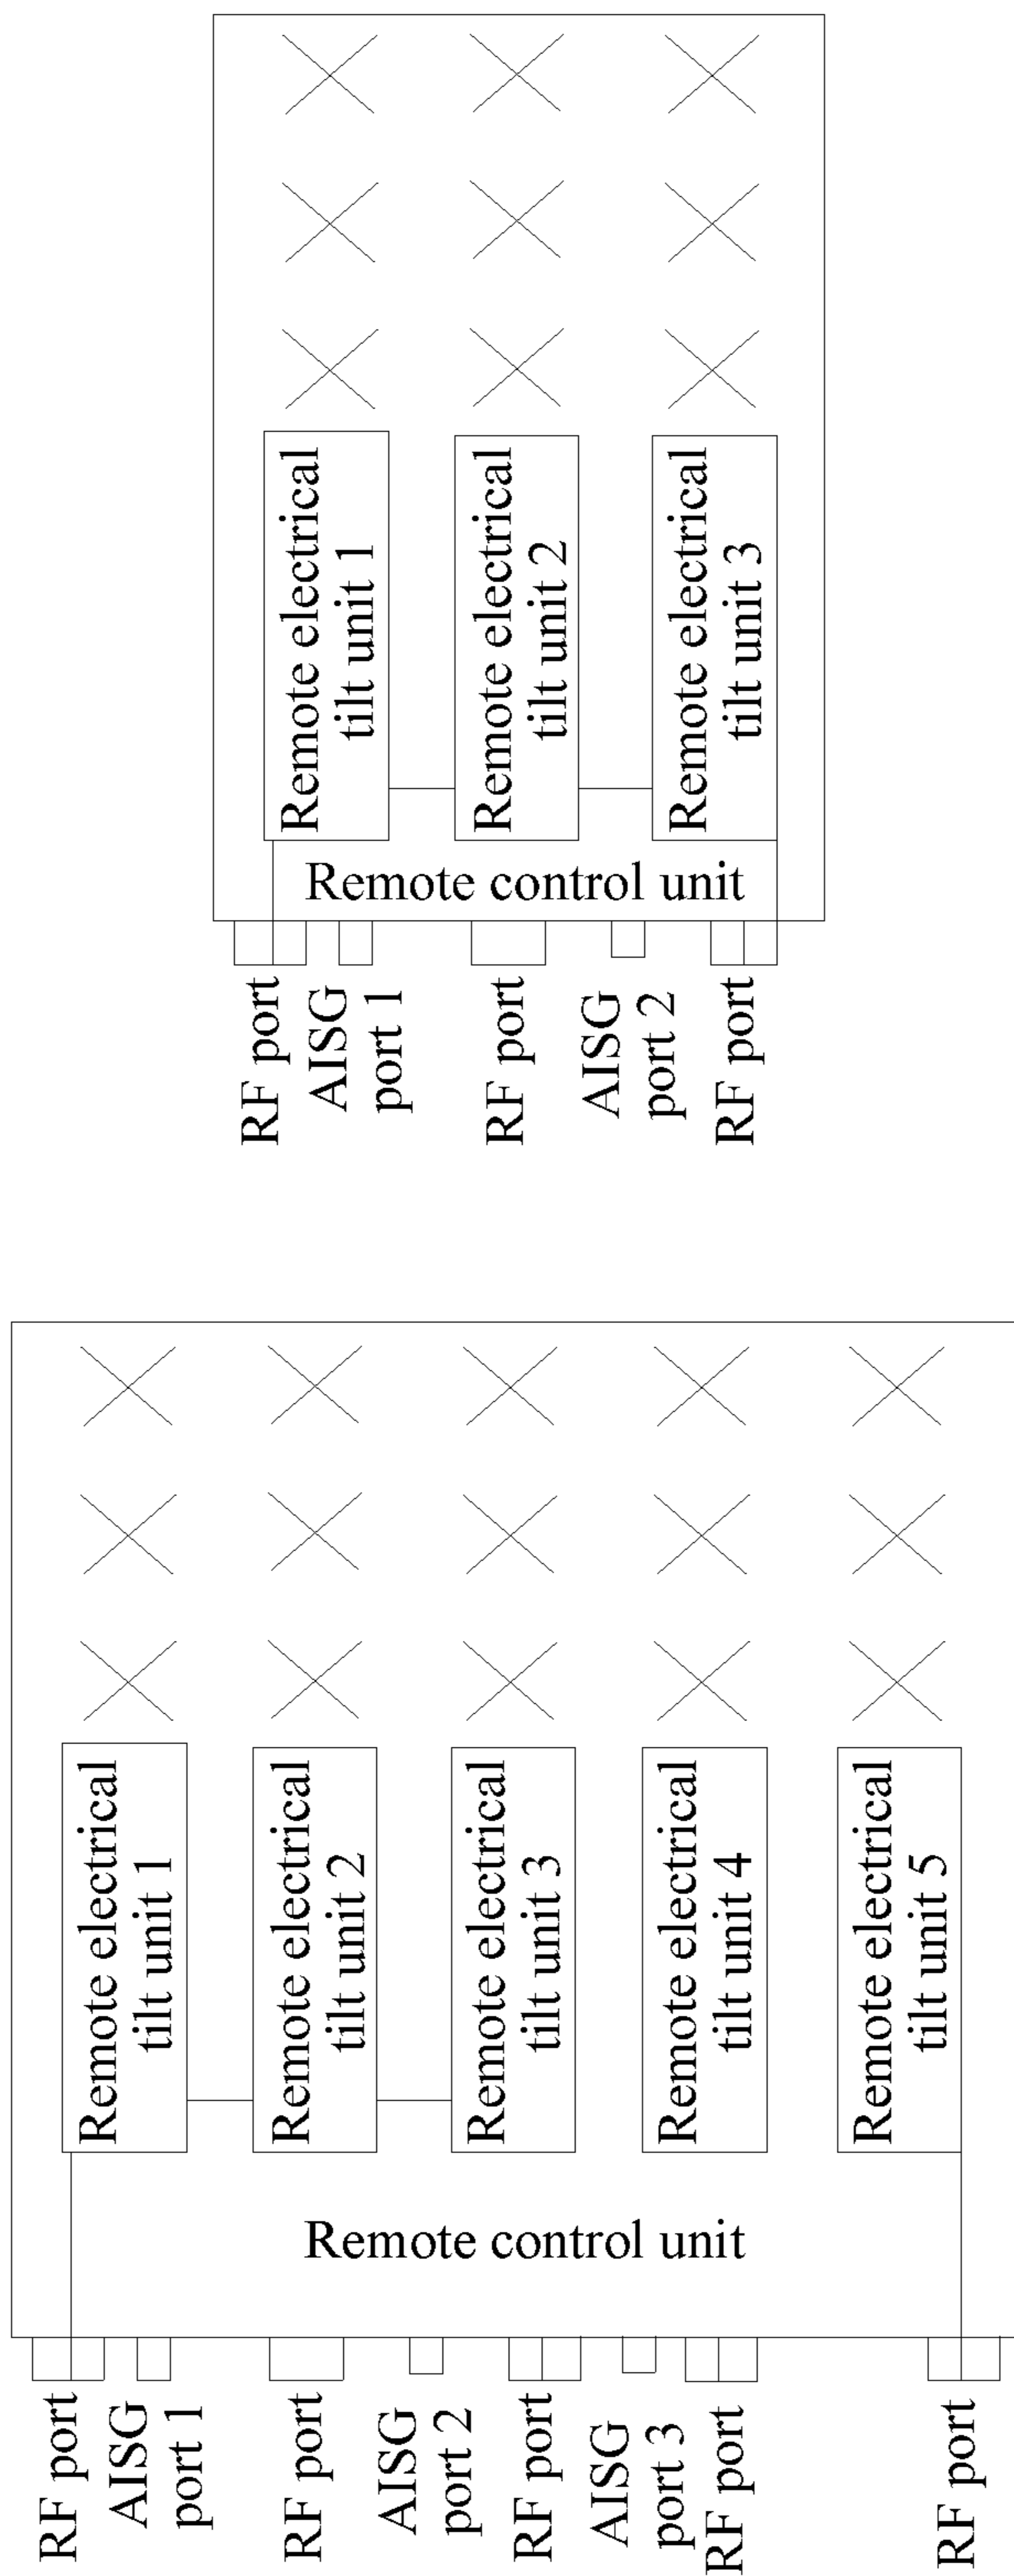 Remote electrical
tilt unit 1
Remote electrical
tilt unit 2
Remote electrical
tilt unit 3
Remote control unit
RF port
AISG
port 1
RF port
AISG
port 2
RF port
Remote electrical
tilt unit 1
Remote electrical
tilt unit 2
Remote electrical
tilt unit 3
Remote electrical
tilt unit 4
Remote electrical
tilt unit 5
Remote control unit
RF port
AISG
port 1
RF port
AISG
port 2
RF port
AISG
port 3
RF port
RF port